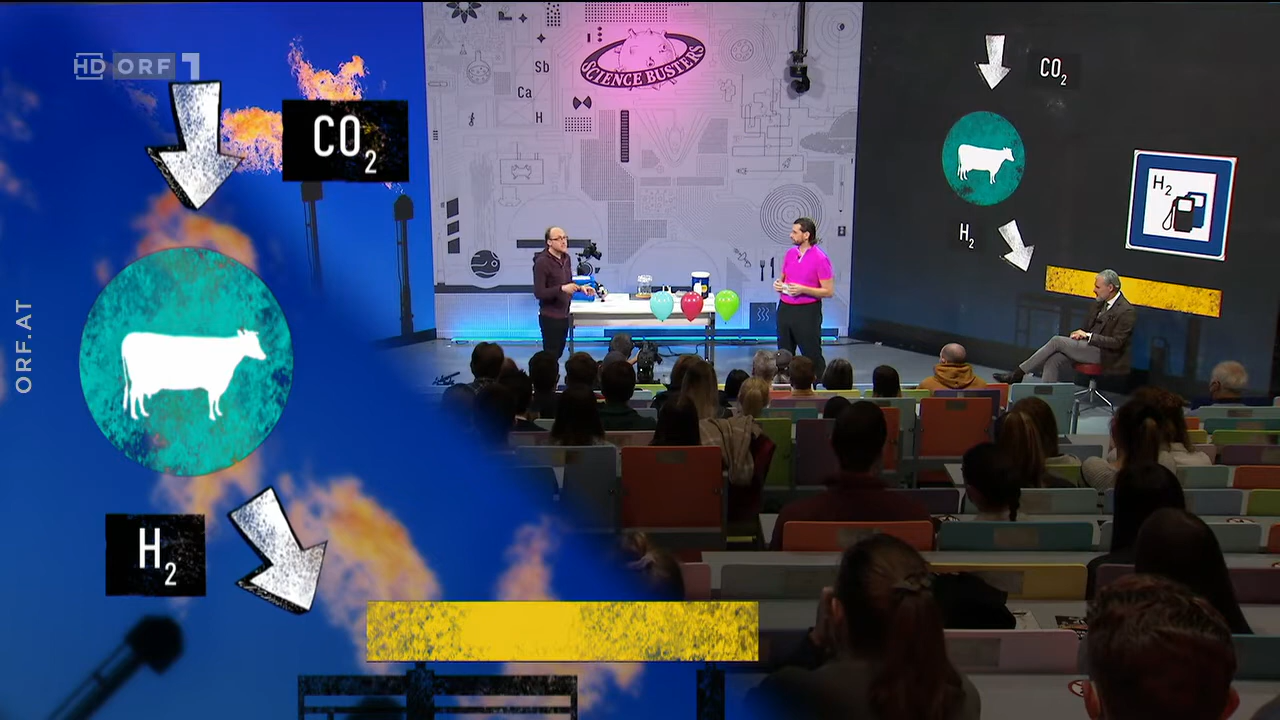 HD ORF 1
CO2
H2
ORF.AT
SCIENCE BUSTERS
Sb
Ca
H
CO2
H2
H2